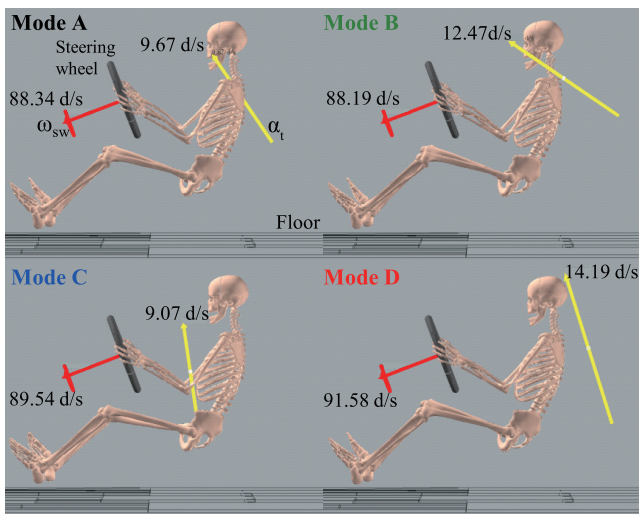 Mode A
Steering
wheel
9.67 d/s
88.34 d/s
ωsw
αt
Floor
Mode B
12.47d/s
88.19 d/s
Mode C
9.07 d/s
89.54 d/s
Mode D
14.19 d/s
91.58 d/s